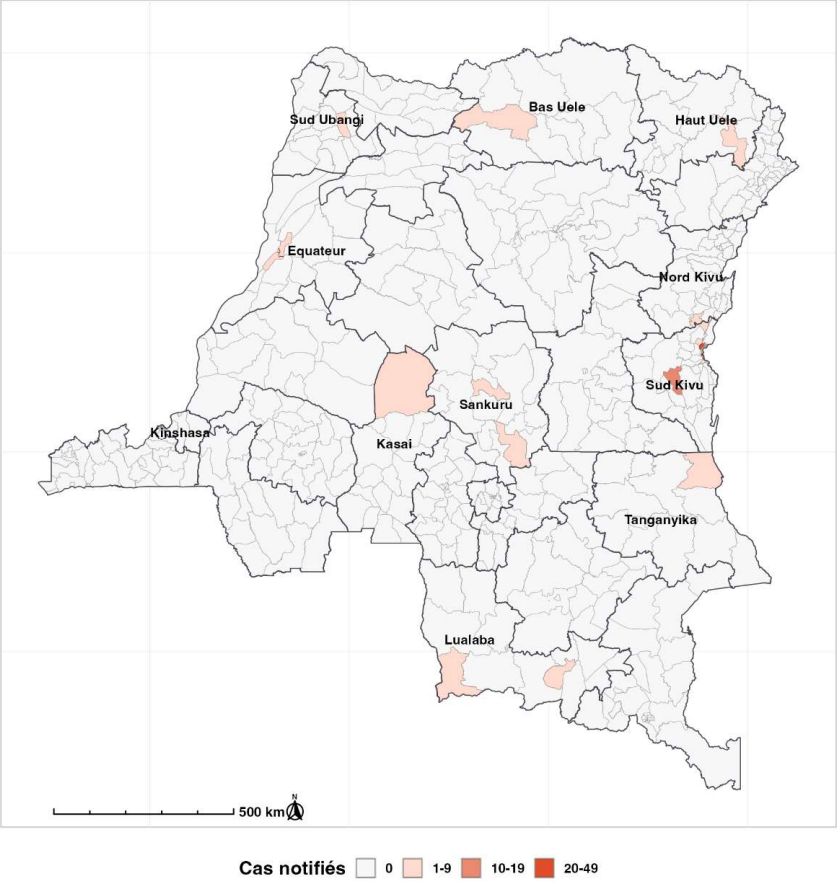 Bas Uele
Sud Ubangi
Haut Uele
Equateur
Nord Kivu
Sud Kivu
Sankuru
Kinshasa
Kasai
Tanganyika
Lualaba
500 km
N
Cas notifiés 0 1-9 10-19 20-49